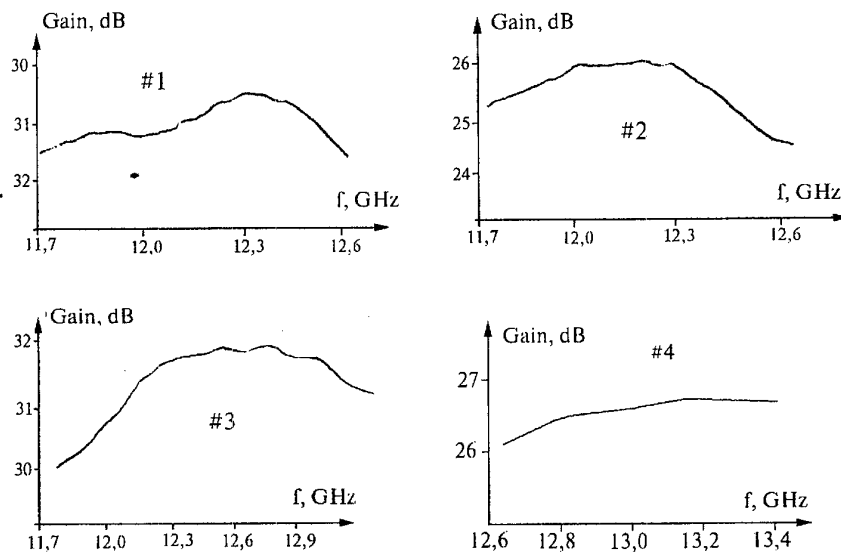 Gain, dB
30
#1
31
32
f, GHz
11,7 12,0 12,3 12,6
Gain, dB
26
25
#2
24
f, GHz
11,7 12,0 12,3 12,6
Gain, dB
32
31
#3
30
f, GHz
11,7 12,0 12,3 12,6 12,9
Gain, dB
#4
27
26
f, GHz
12,6 12,8 13,0 13,2 13,4